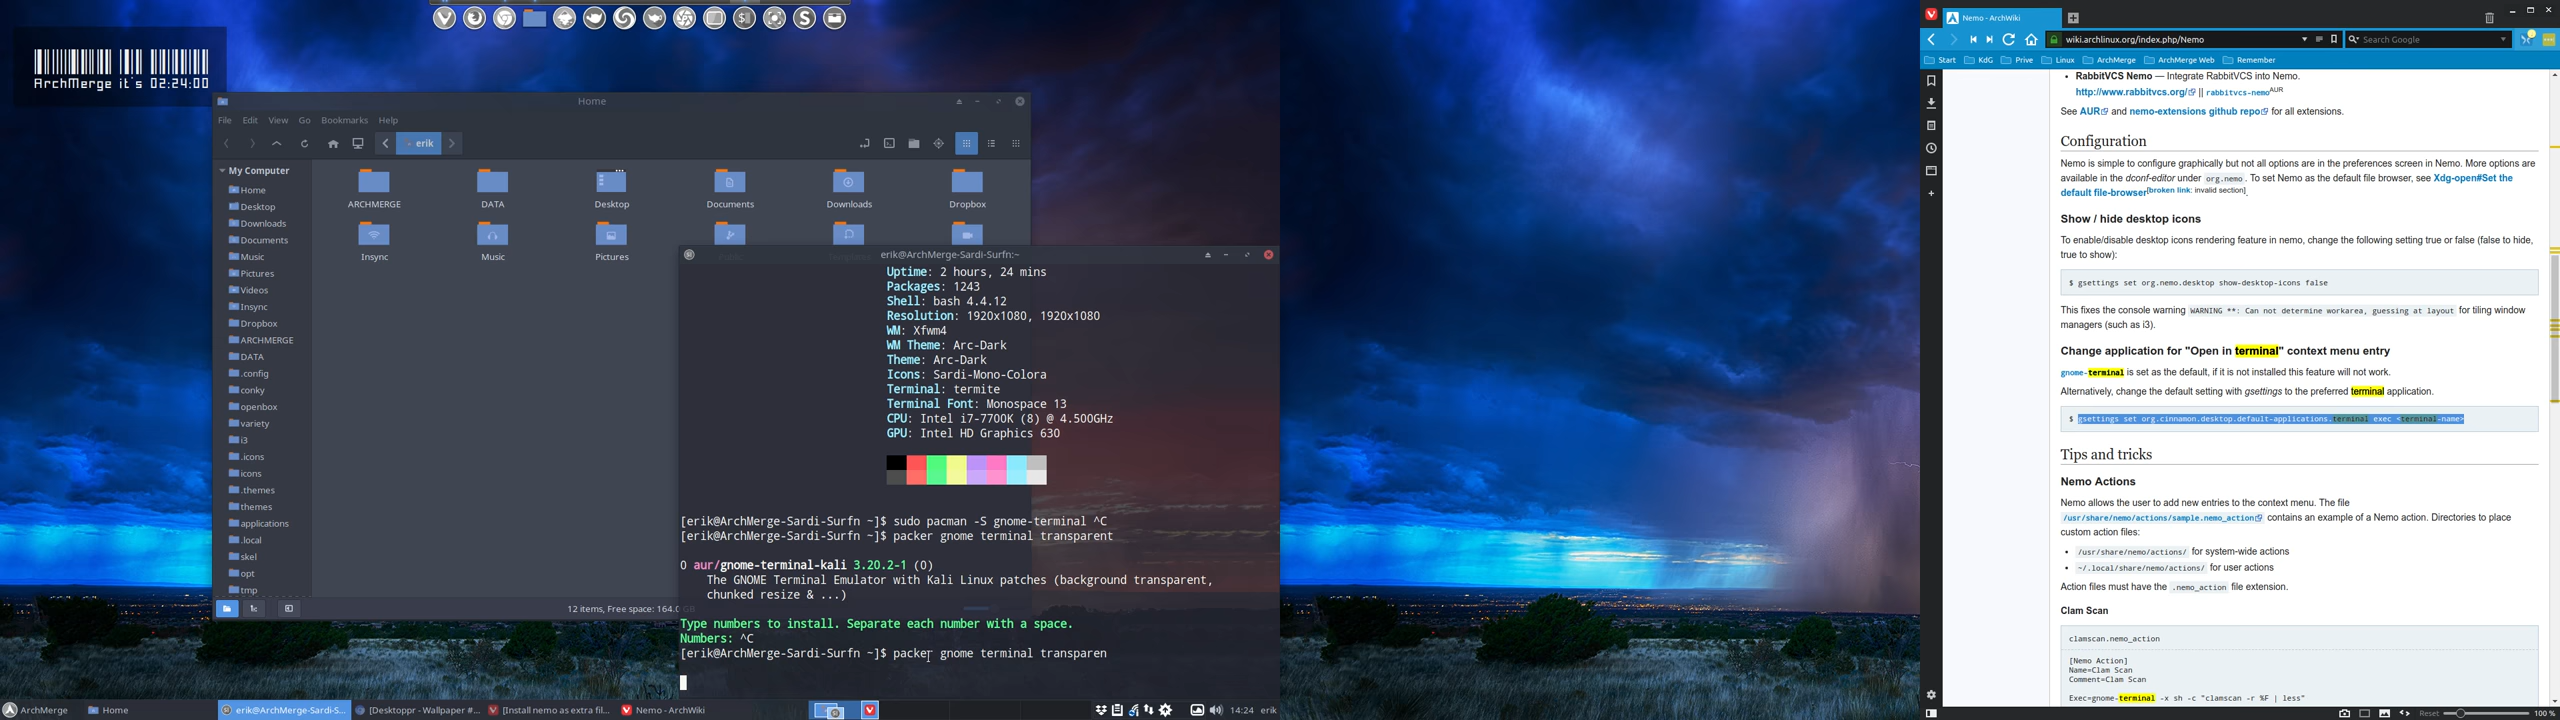 ArchMerge it's 02:24:00
Home
File Edit View Go Bookmarks Help
erik
My Computer
Home
Desktop
Downloads
Documents
Music
Pictures
Videos
Insync
Dropbox
ARCHMERGE
DATA
.config
conky
openbox
variety
i3
.icons
icons
.themes
themes
applications
.local
skel
opt
tmp
ARCHMERGE
DATA
Desktop
Documents
Downloads
Dropbox
Insync
Music
Pictures
12 items, Free space: 164.0 GB
erik@ArchMerge-Sardi-Surfn:~
Uptime: 2 hours, 24 mins
Packages: 1243
Shell: bash 4.4.12
Resolution: 1920x1080, 1920x1080
WM: Xfwm4
WM Theme: Arc-Dark
Theme: Arc-Dark
Icons: Sardi-Mono-Colora
Terminal: termite
Terminal Font: Monospace 13
CPU: Intel i7-7700K (8) @ 4.500GHz
GPU: Intel HD Graphics 630
[erik@ArchMerge-Sardi-Surfn ~]$ sudo pacman -S gnome-terminal ^C
[erik@ArchMerge-Sardi-Surfn ~]$ packer gnome terminal transparent
0 aur/gnome-terminal-kali 3.20.2-1 (0)
The GNOME Terminal Emulator with Kali Linux patches (background transparent,
chunked resize & ...)
Type numbers to install. Separate each number with a space.
Numbers: ^C
[erik@ArchMerge-Sardi-Surfn ~]$ packer gnome terminal transparen
ArchMerge
Home
erik@ArchMerge-Sardi-S...
[Desktoppr - Wallpaper #...
[Install nemo as extra fil...
Nemo - ArchWiki
14:24 erik
Nemo - ArchWiki
wiki.archlinux.org/index.php/Nemo
Search Google
Start KdG Prive Linux ArchMerge ArchMerge Web Remember
• RabbitVCS Nemo — Integrate RabbitVCS into Nemo.
http://www.rabbitvcs.org/ || rabbitvcs-nemoAUR
See AUR and nemo-extensions github repo for all extensions.
Configuration
Nemo is simple to configure graphically but not all options are in the preferences screen in Nemo. More options are
available in the dconf-editor under org.nemo. To set Nemo as the default file browser, see Xdg-open#Set the
default file-browser[broken link: invalid section].
Show / hide desktop icons
To enable/disable desktop icons rendering feature in nemo, change the following setting true or false (false to hide,
true to show):
$ gsettings set org.nemo.desktop show-desktop-icons false
This fixes the console warning WARNING **: Can not determine workarea, guessing at layout for tiling window
managers (such as i3).
Change application for "Open in terminal" context menu entry
gnome-terminal is set as the default, if it is not installed this feature will not work.
Alternatively, change the default setting with gsettings to the preferred terminal application.
$ gsettings set org.cinnamon.desktop.default-applications.terminal exec <terminal-name>
Tips and tricks
Nemo Actions
Nemo allows the user to add new entries to the context menu. The file
/usr/share/nemo/actions/sample.nemo_action contains an example of a Nemo action. Directories to place
custom action files:
• /usr/share/nemo/actions/ for system-wide actions
• ~/.local/share/nemo/actions/ for user actions
Action files must have the .nemo_action file extension.
Clam Scan
clamscan.nemo_action
[Nemo Action]
Name=Clam Scan
Comment=Clam Scan
Exec=gnome-terminal -x sh -c "clamscan -r %F | less"
Reset
100 %